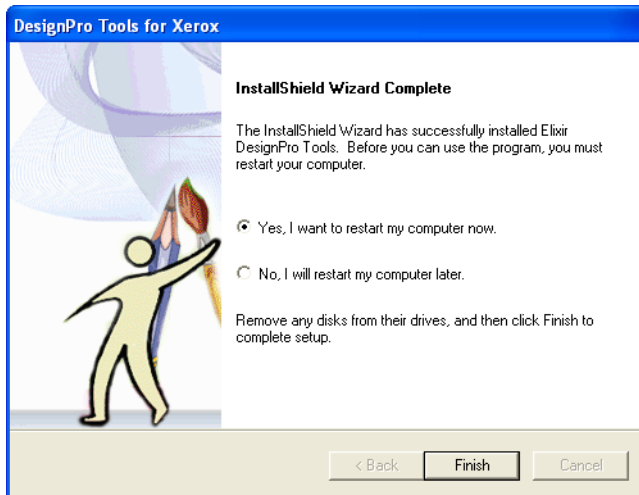 DesignPro Tools for Xerox
InstallShield Wizard Complete
The InstallShield Wizard has successfully installed Elixir
DesignPro Tools. Before you can use the program, you must
restart your computer.
Yes, I want to restart my computer now.
No, I will restart my computer later.
Remove any disks from their drives, and then click Finish to
complete setup.
< Back Finish Cancel